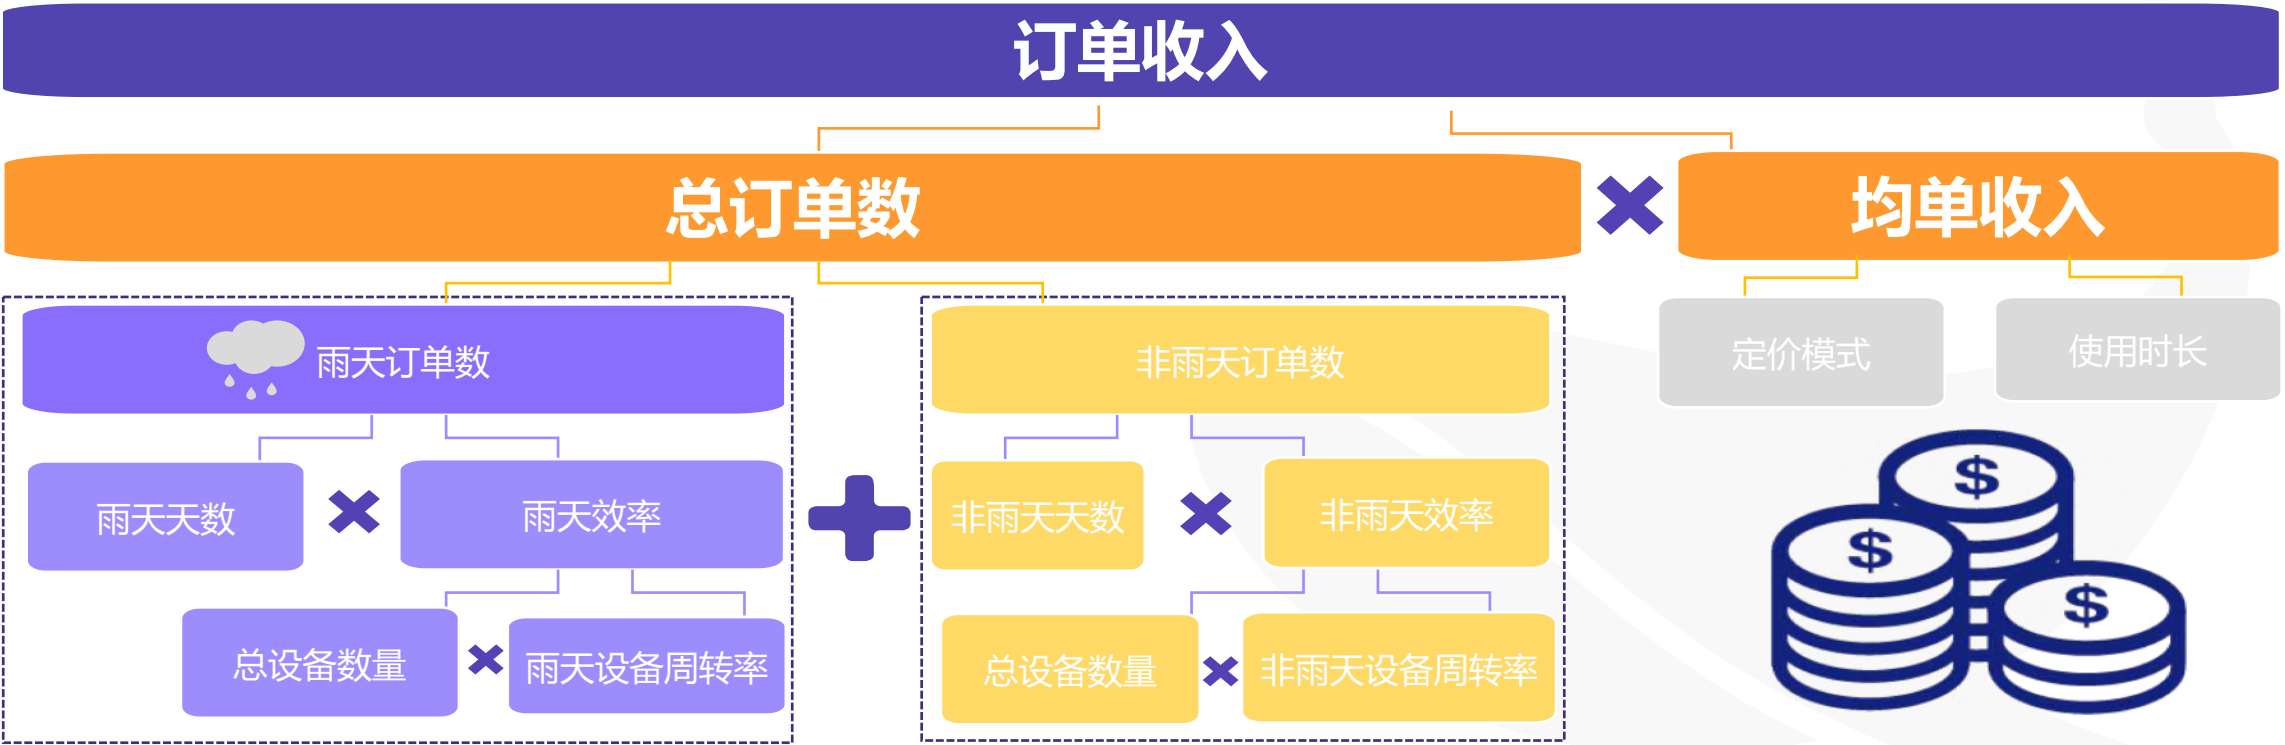 订单收入
总订单数
均单收入
雨天订单数
非雨天订单数
定价模式
使用时长
雨天天数
雨天效率
非雨天天数
非雨天效率
总设备数量
雨天设备周转率
总设备数量
非雨天设备周转率
$
$
$